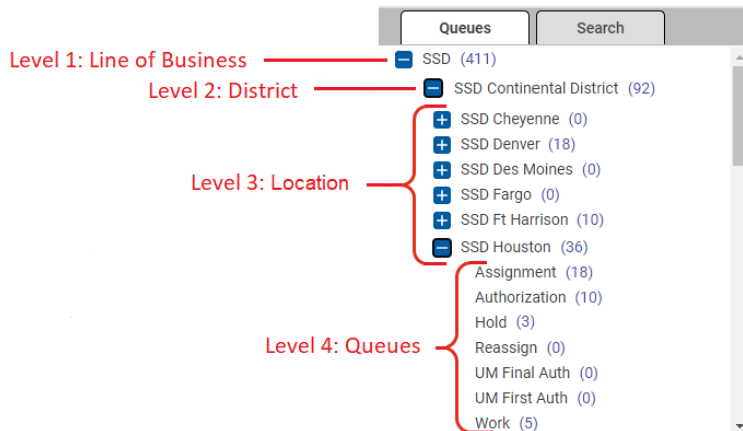 Queues
Search
Level 1: Line of Business
SSD (411)
Level 2: District
SSD Continental District (92)
SSD Cheyenne (0)
SSD Denver (18)
SSD Des Moines (0)
Level 3: Location
SSD Fargo (0)
SSD Ft Harrison (10)
SSD Houston (36)
Assignment (18)
Authorization (10)
Hold (3)
Level 4: Queues
Reassign (0)
UM Final Auth (0)
UM First Auth (0)
Work (5)